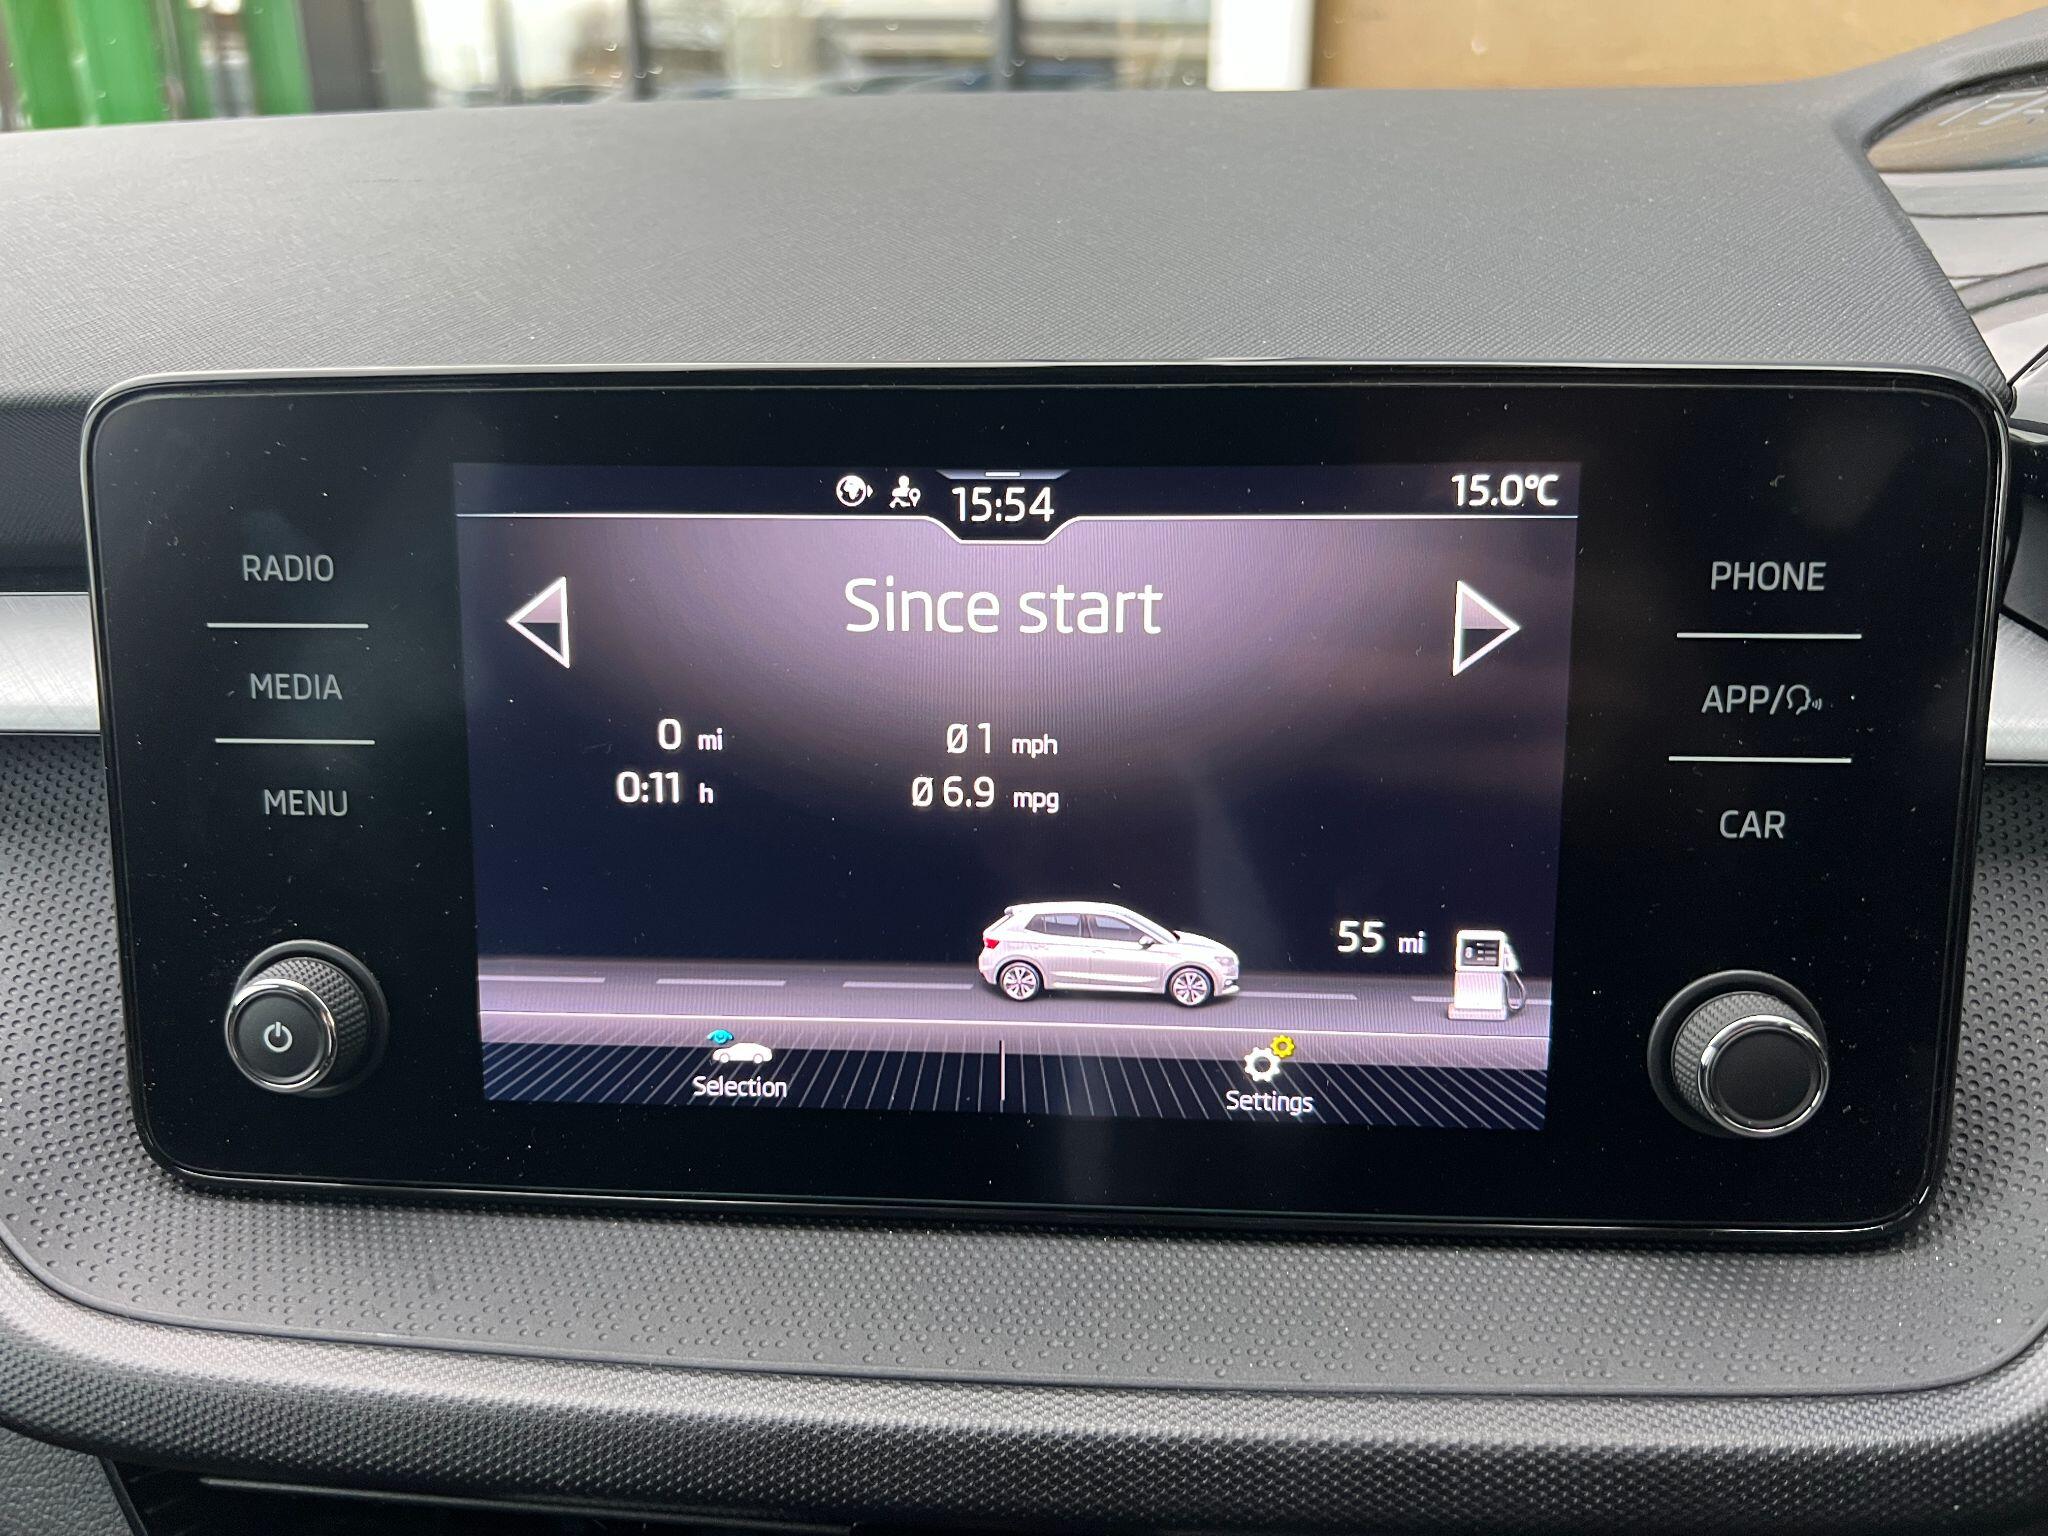 15:54
15.0°C
RADIO
MEDIA
MENU
Since start
0 mi
Ø 1 mph
0:11 h
Ø 6.9 mpg
55 mi
Selection
Settings
PHONE
APP/
CAR